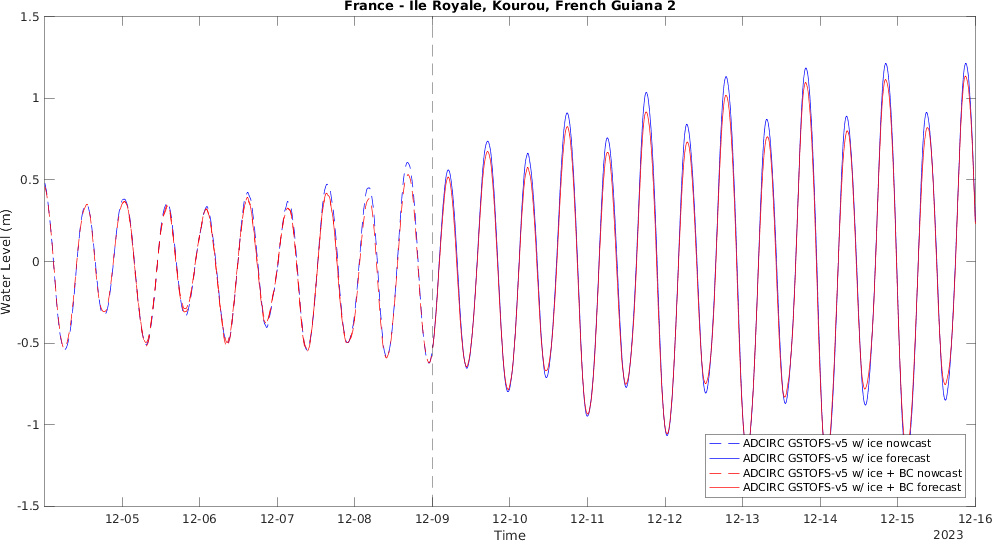 France - Ile Royale, Kourou, French Guiana 2
Water Level (m)
1.5
1
0.5
0
-0.5
-1
-1.5
ADCIRC GSTOFS-v5 w/ ice nowcast
ADCIRC GSTOFS-v5 w/ ice forecast
ADCIRC GSTOFS-v5 w/ ice + BC nowcast
ADCIRC GSTOFS-v5 w/ ice + BC forecast
12-05 12-06 12-07 12-08 12-09 12-10 12-11 12-12 12-13 12-14 12-15 12-16
Time
2023